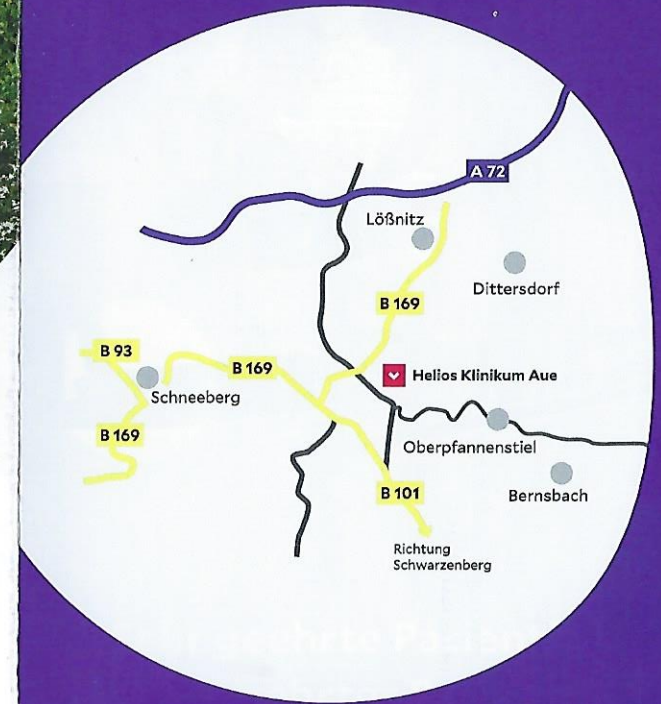 A 72
Lößnitz
Dittersdorf
B 169
B 93
B 169
Helios Klinikum Aue
Schneeberg
B 169
Oberpfannenstiel
B 101
Bernsbach
Richtung
Schwarzenberg